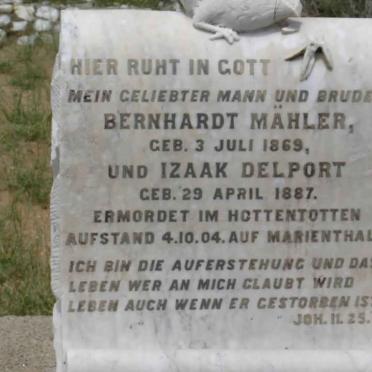 HIER RUHT IN GOTT
MEIN GELIEBTER MANN UND BRUDE
BERNHARDT MÄHLER,
GEB. 3 JULI 1869,
UND IZAAK DELPORT
GEB. 29 APRIL 1887.
ERMORDET IM HOTTENTOTTEN
AUFSTAND 4.10.04. AUF MARIENTHAL
ICH BIN DIE AUFERSTEHUNG UND DAS
LEBEN WER AN MICH GLAUBT WIRD
LEBEN AUCH WENN ER GESTORBEN IS
JOH. 11. 25.